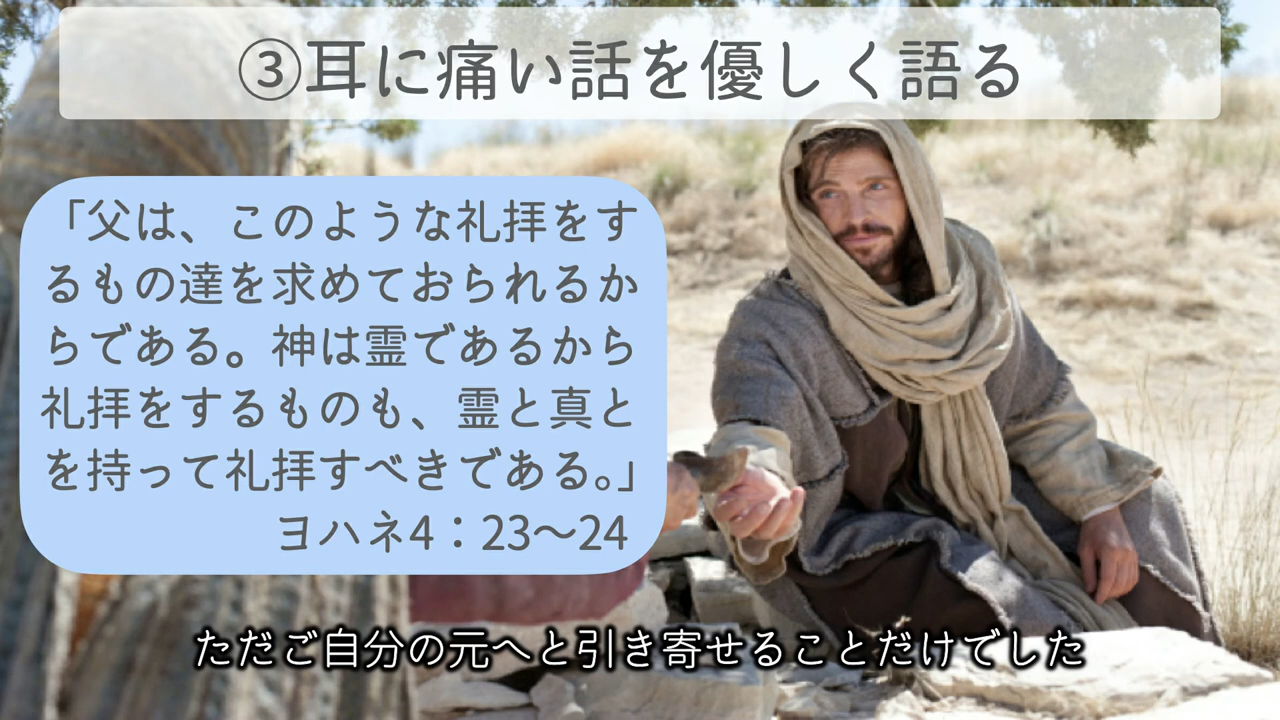 ③耳に痛い話を優しく語る
「父は、このような礼拝をす
るもの達を求めておられるか
らである。神は霊であるから
礼拝をするものも、霊と真と
を持って礼拝すべきである。」
ヨハネ4：23〜24
ただご自分の元へと引き寄せることだけでした